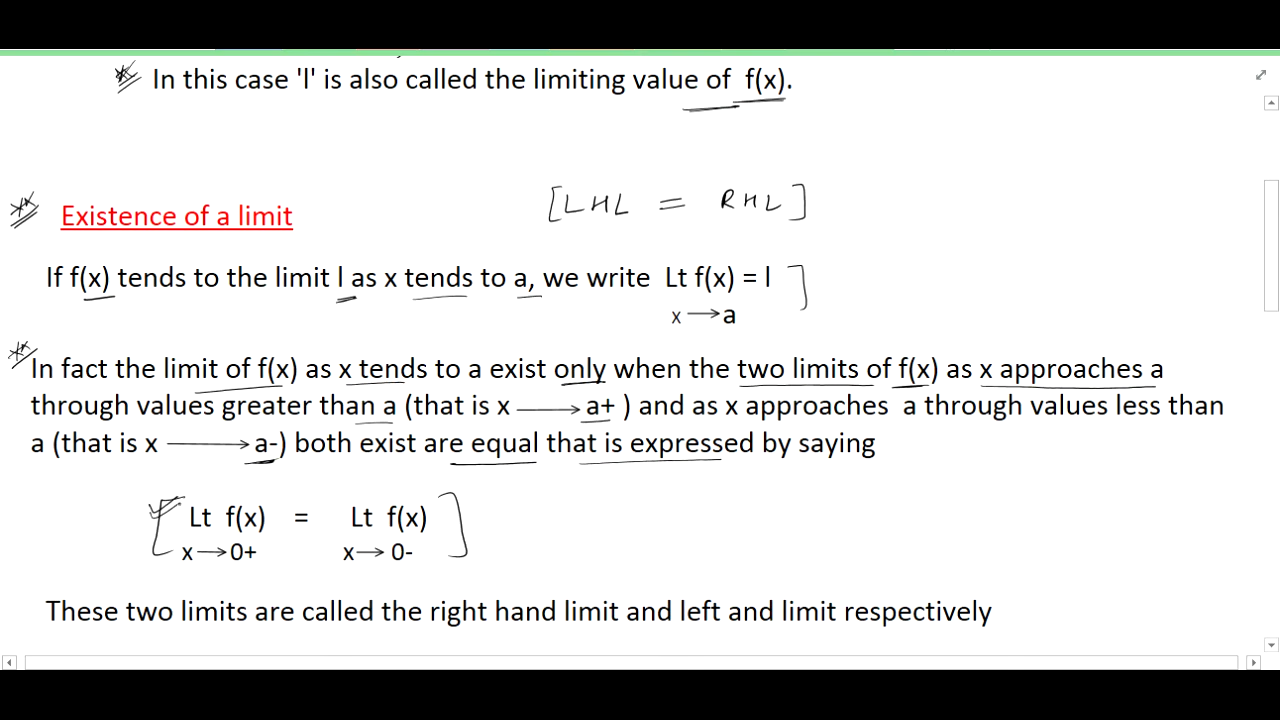 In this case 'l' is also called the limiting value of f(x).
Existence of a limit [LHL = RHL]
If f(x) tends to the limit l as x tends to a, we write Lt f(x) = l ]
x ⟶ a
In fact the limit of f(x) as x tends to a exist only when the two limits of f(x) as x approaches a
through values greater than a (that is x ⟶ a+ ) and as x approaches a through values less than
a (that is x ⟶ a-) both exist are equal that is expressed by saying
[ Lt f(x) = Lt f(x) ]
x ⟶ 0+ x ⟶ 0-
These two limits are called the right hand limit and left and limit respectively